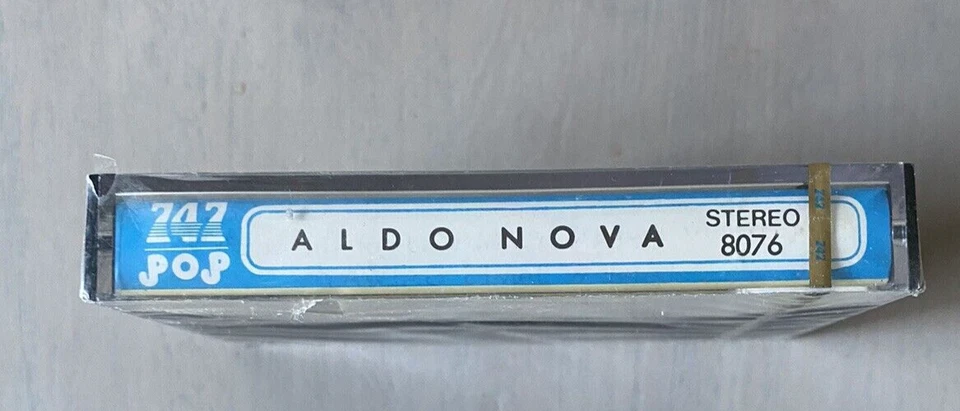 747
POP
ALDO NOVA
STEREO
8076